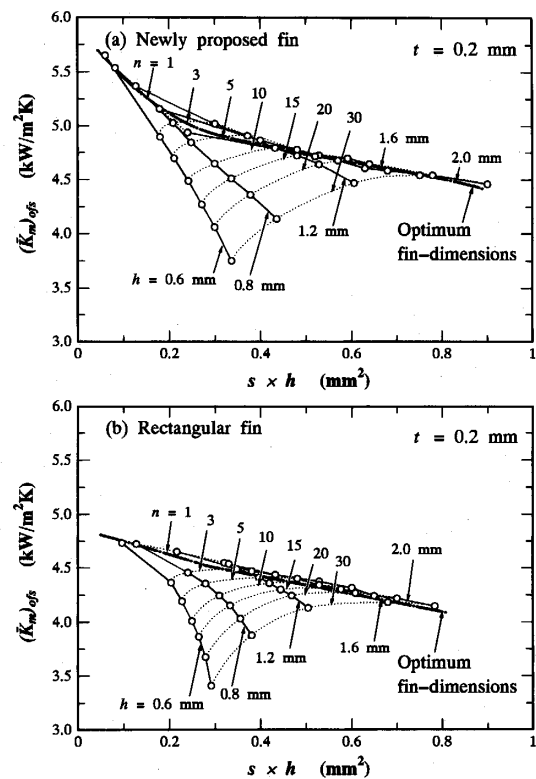 6.0
(a) Newly proposed fin
t = 0.2 mm
5.5
n = 1
3
5
10
15
20
30
1.6 mm
2.0 mm
5.0
4.5
4.0
3.5
3.0
1.2 mm
Optimum
fin–dimensions
h = 0.6 mm
0.8 mm
(K̄m)ofs (kW/m²K)
0 0.2 0.4 0.6 0.8 1
s × h (mm²)
6.0
(b) Rectangular fin
t = 0.2 mm
5.5
5.0
n = 1
3
5
10
15
20
30
2.0 mm
4.5
4.0
3.5
3.0
1.2 mm
1.6 mm
Optimum
fin–dimensions
h = 0.6 mm
0.8 mm
(K̄m)ofs (kW/m²K)
0 0.2 0.4 0.6 0.8 1
s × h (mm²)